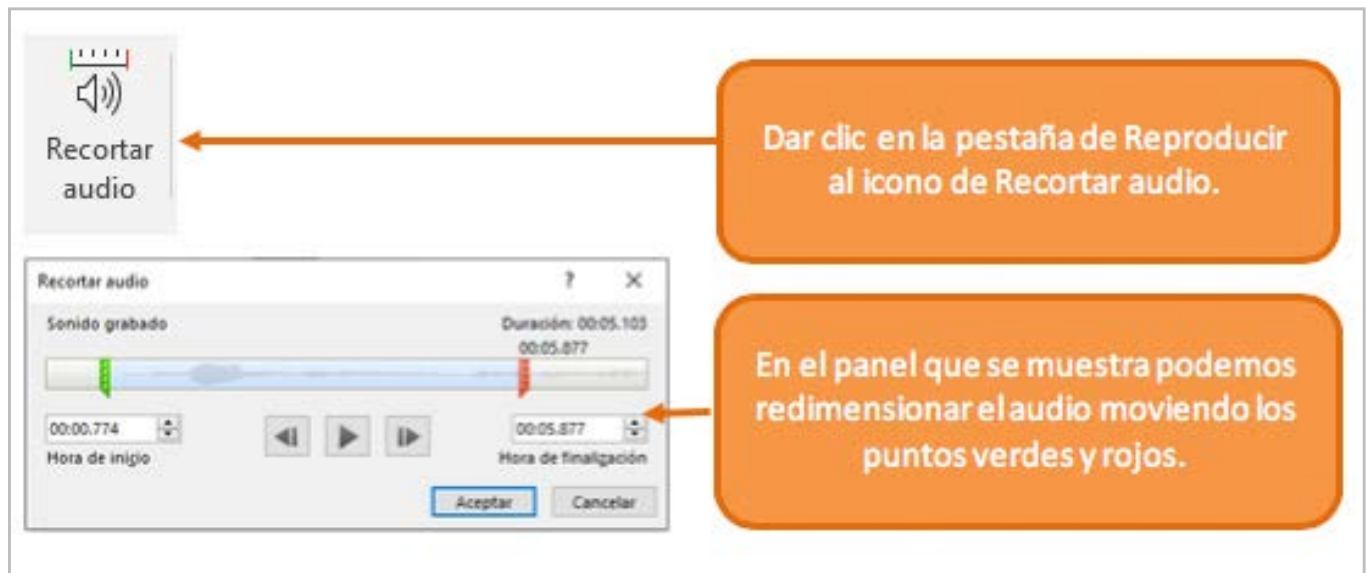 Recortar
audio
Dar clic en la pestaña de Reproducir
al icono de Recortar audio.
Recortar audio
?
Sonido grabado
Duración: 00:05.103
00:05.877
00:00.774
00:05.877
Hora de inicio
Hora de finalización
Aceptar
Cancelar
En el panel que se muestra podemos
redimensionar el audio moviendo los
puntos verdes y rojos.